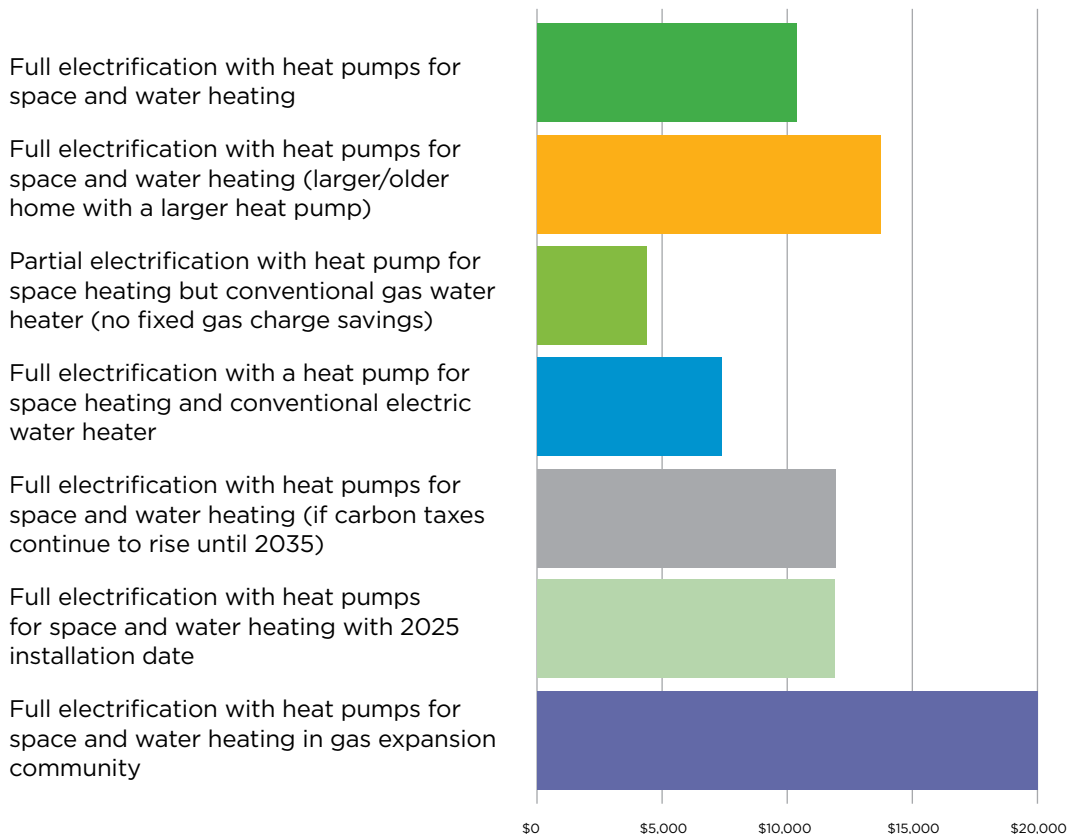 Full electrification with heat pumps for
space and water heating
Full electrification with heat pumps for
space and water heating (larger/older
home with a larger heat pump)
Partial electrification with heat pump for
space heating but conventional gas water
heater (no fixed gas charge savings)
Full electrification with a heat pump for
space heating and conventional electric
water heater
Full electrification with heat pumps for
space and water heating (if carbon taxes
continue to rise until 2035)
Full electrification with heat pumps
for space and water heating with 2025
installation date
Full electrification with heat pumps for
space and water heating in gas expansion
community
$0 $5,000 $10,000 $15,000 $20,000